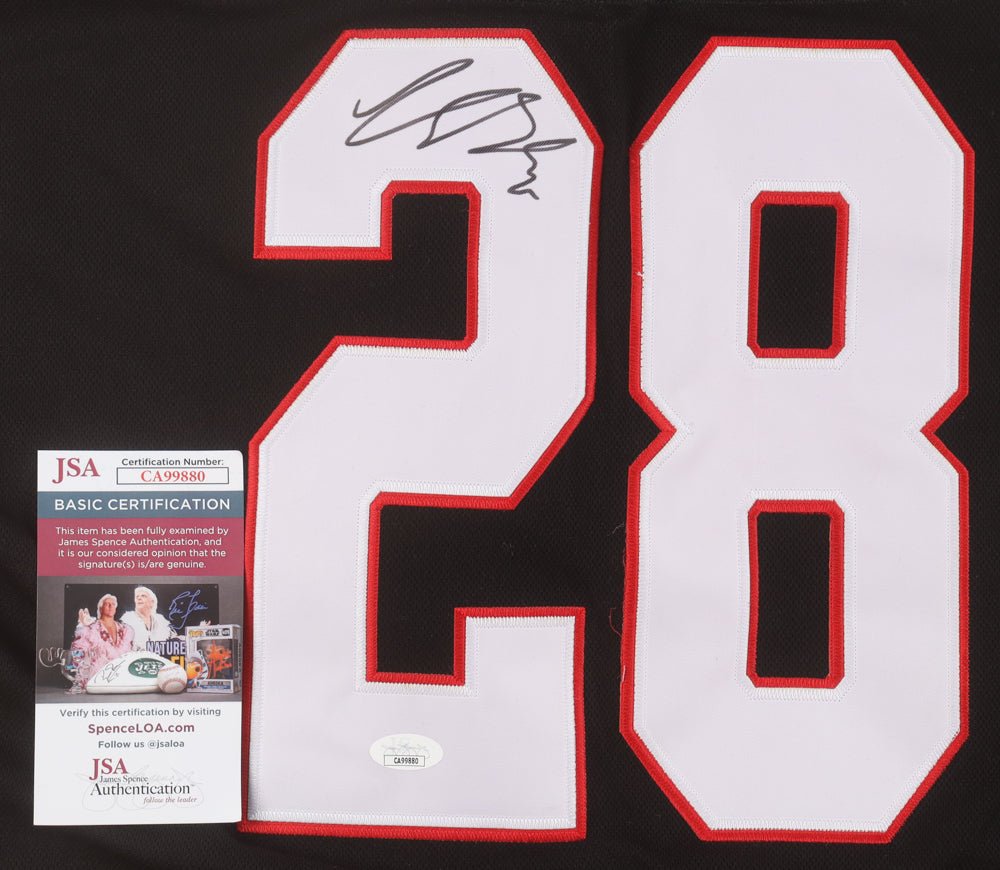 28
JSA
Certification Number:
CA99880
BASIC CERTIFICATION
This item has been fully examined by
James Spence Authentication, and
it is our considered opinion that the
signature(s) is/are genuine.
NATURE
JETS
Verify this certification by visiting
SpenceLOA.com
Follow us @jsaloa
JSA
James Spence
Authentication
follow the leader
CA99880